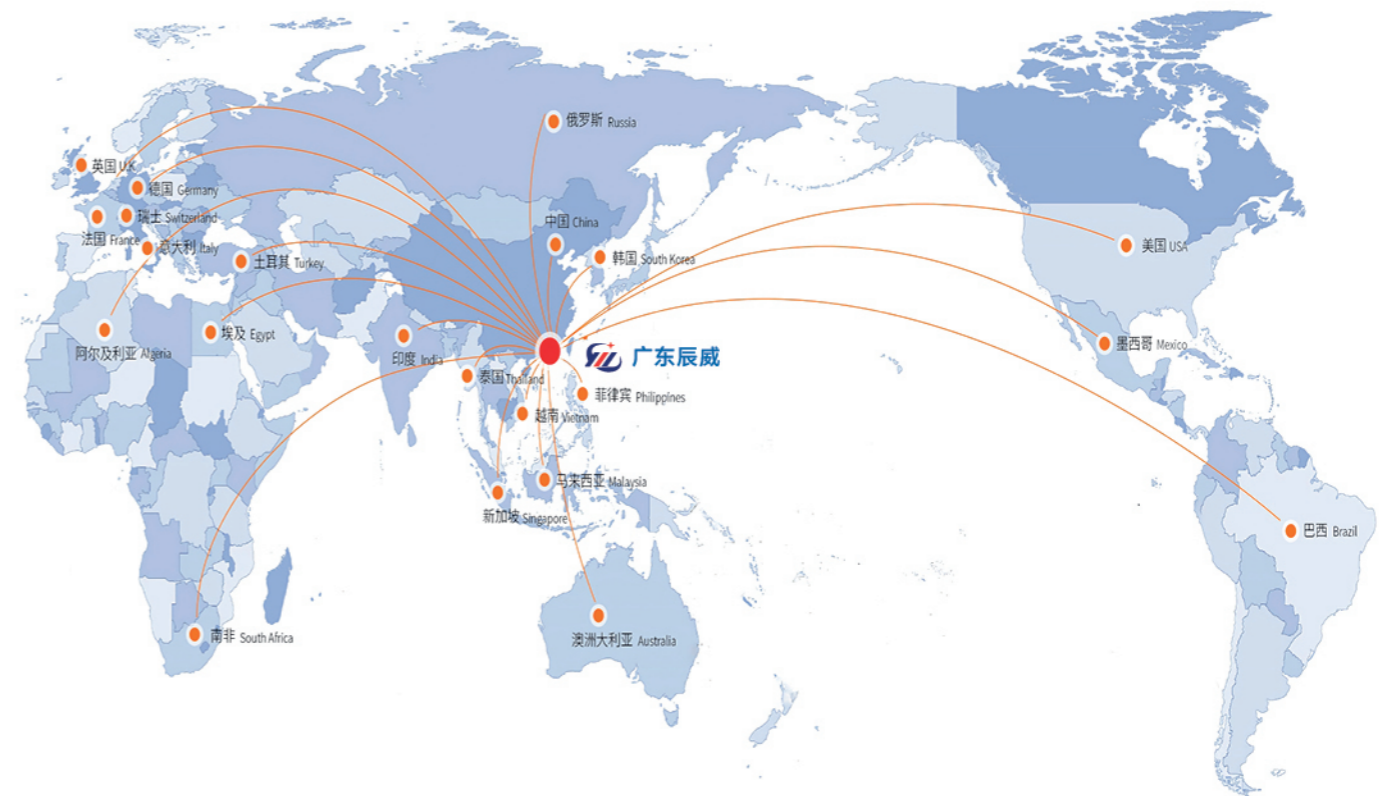 俄罗斯 Russia
英国 U.K
德国 Germany
瑞士 Switzerland
中国 China
法国 France
意大利 Italy
土耳其 Turkey
韩国 South Korea
美国 USA
埃及 Egypt
阿尔及利亚 Algeria
印度 India
广东辰威
墨西哥 Mexico
泰国 Thailand
菲律宾 Philippines
越南 Vietnam
马来西亚 Malaysia
新加坡 Singapore
巴西 Brazil
南非 South Africa
澳洲大利亚 Australia